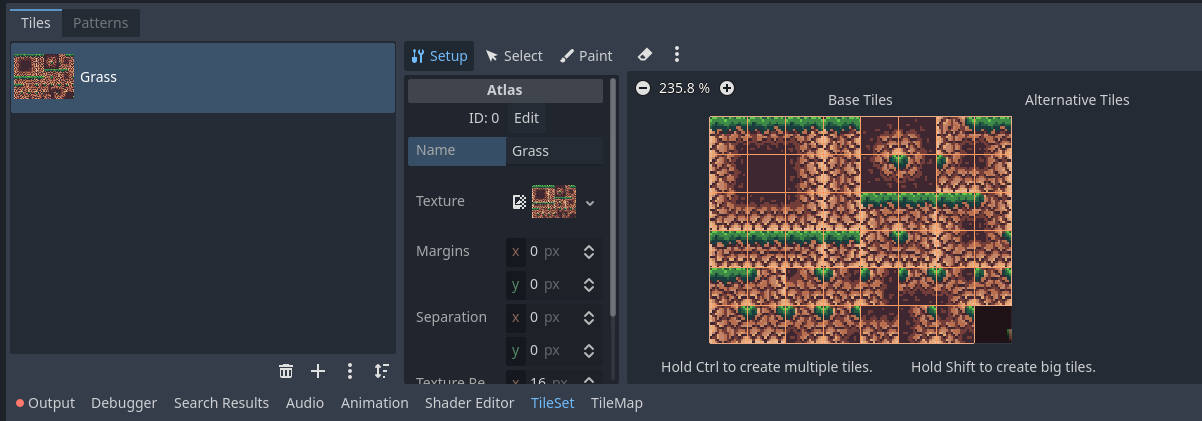 Tiles Patterns
Grass
Setup Select Paint
Atlas
ID: 0 Edit
Name Grass
Texture
Margins x 0 px
y 0 px
Separation x 0 px
y 0 px
Texture Re x 16 px
235.8 %
Base Tiles Alternative Tiles
Hold Ctrl to create multiple tiles. Hold Shift to create big tiles.
Output Debugger Search Results Audio Animation Shader Editor TileSet TileMap